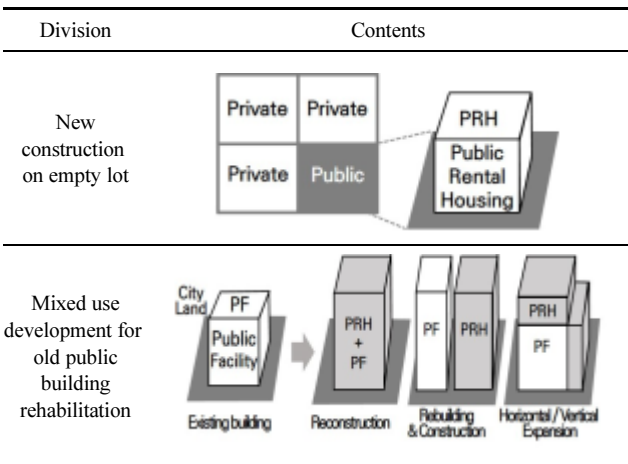 Division Contents
New
construction
on empty lot
Private Private
Private Public
PRH
Public
Rental
Housing
Mixed use
development for
old public
building
rehabilitation
City
Land
PF
Public
Facility
Existing building
PRH
+
PF
Reconstruction
PF PRH
Rebuilding
& Construction
PRH
PF
Horizontal / Vertical
Expension